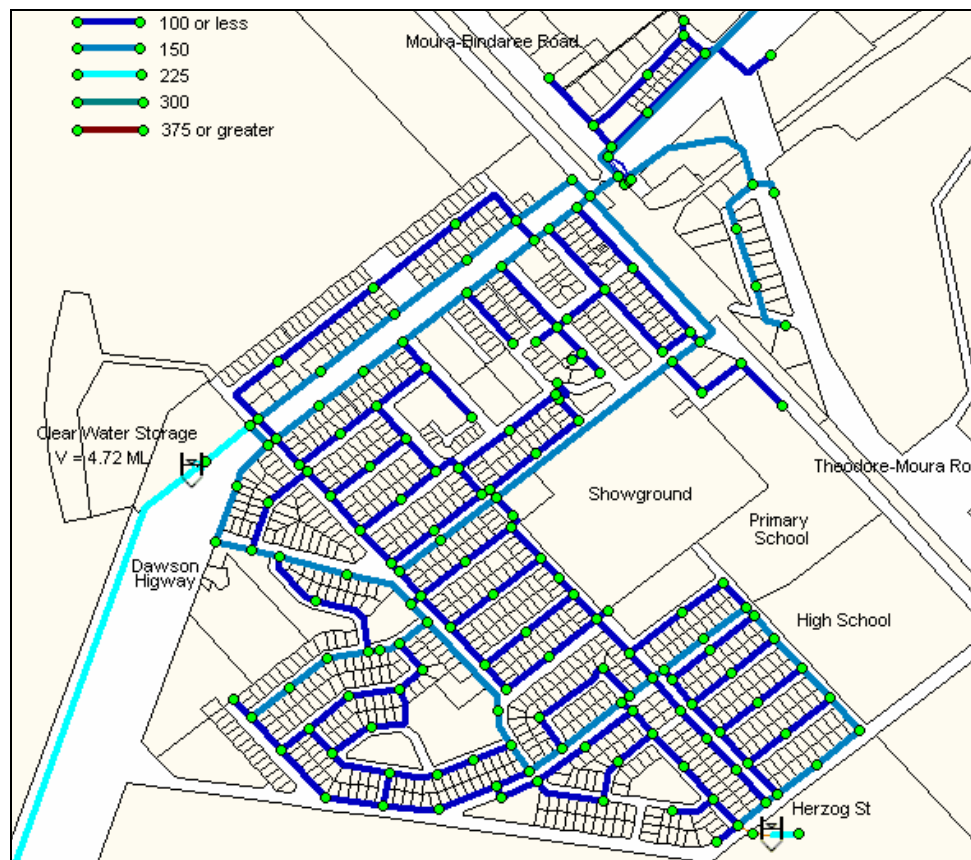 100 or less
150
225
300
375 or greater
Moura-Bindaree Road
Clear Water Storage
V = 4.72 ML
Theodore-Moura Ro
Showground
Primary
School
Dawson
Higway
High School
Herzog St